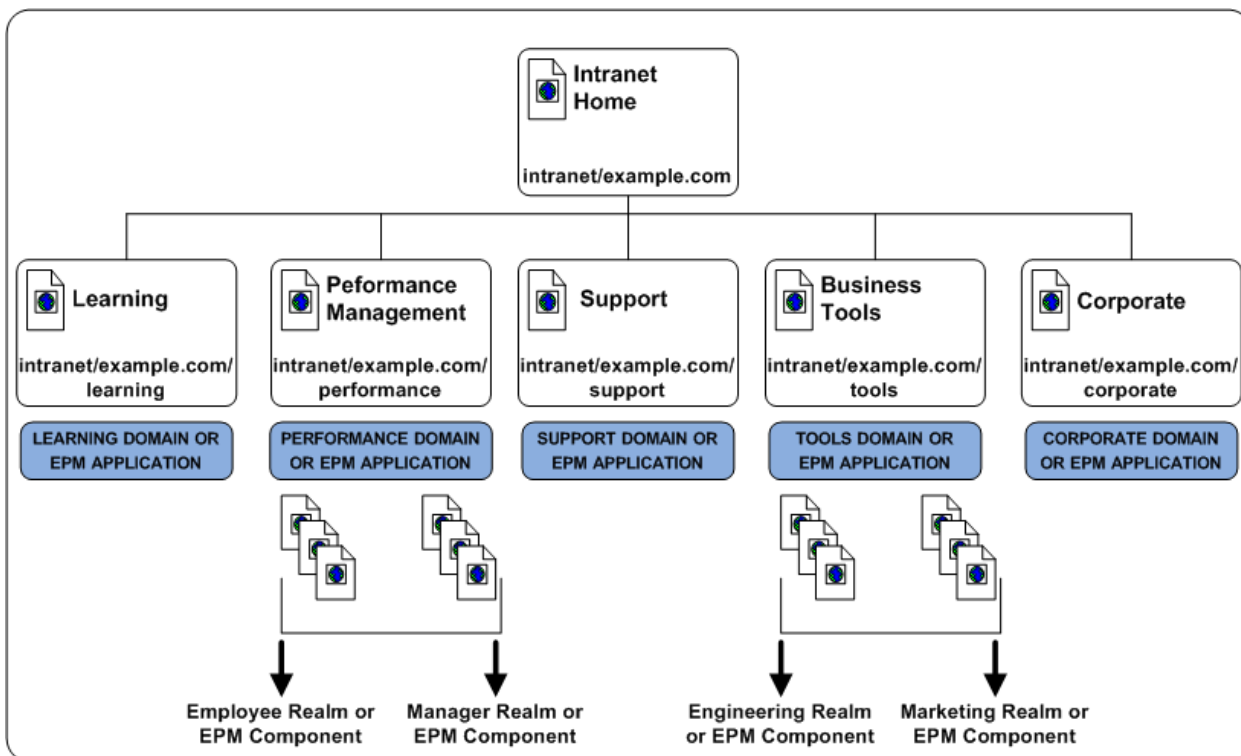 Intranet
Home
intranet/example.com
Learning
intranet/example.com/
learning
Peformance
Management
intranet/example.com/
performance
Support
intranet/example.com/
support
Business
Tools
intranet/example.com/
tools
Corporate
intranet/example.com/
corporate
LEARNING DOMAIN OR
EPM APPLICATION
PERFORMANCE DOMAIN
OR EPM APPLICATION
SUPPORT DOMAIN OR
EPM APPLICATION
TOOLS DOMAIN OR
EPM APPLICATION
CORPORATE DOMAIN
OR EPM APPLICATION
Employee Realm or
EPM Component
Manager Realm or
EPM Component
Engineering Realm
or EPM Component
Marketing Realm or
EPM Component